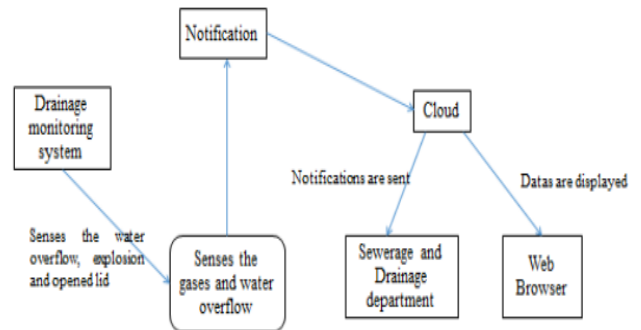 Notification
Drainage
monitoring
system
Cloud
Notifications are sent
Datas are displayed
Senses the water
overflow, explosion
and opened lid
Senses the
gases and water
overflow
Sewerage and
Drainage
department
Web
Browser